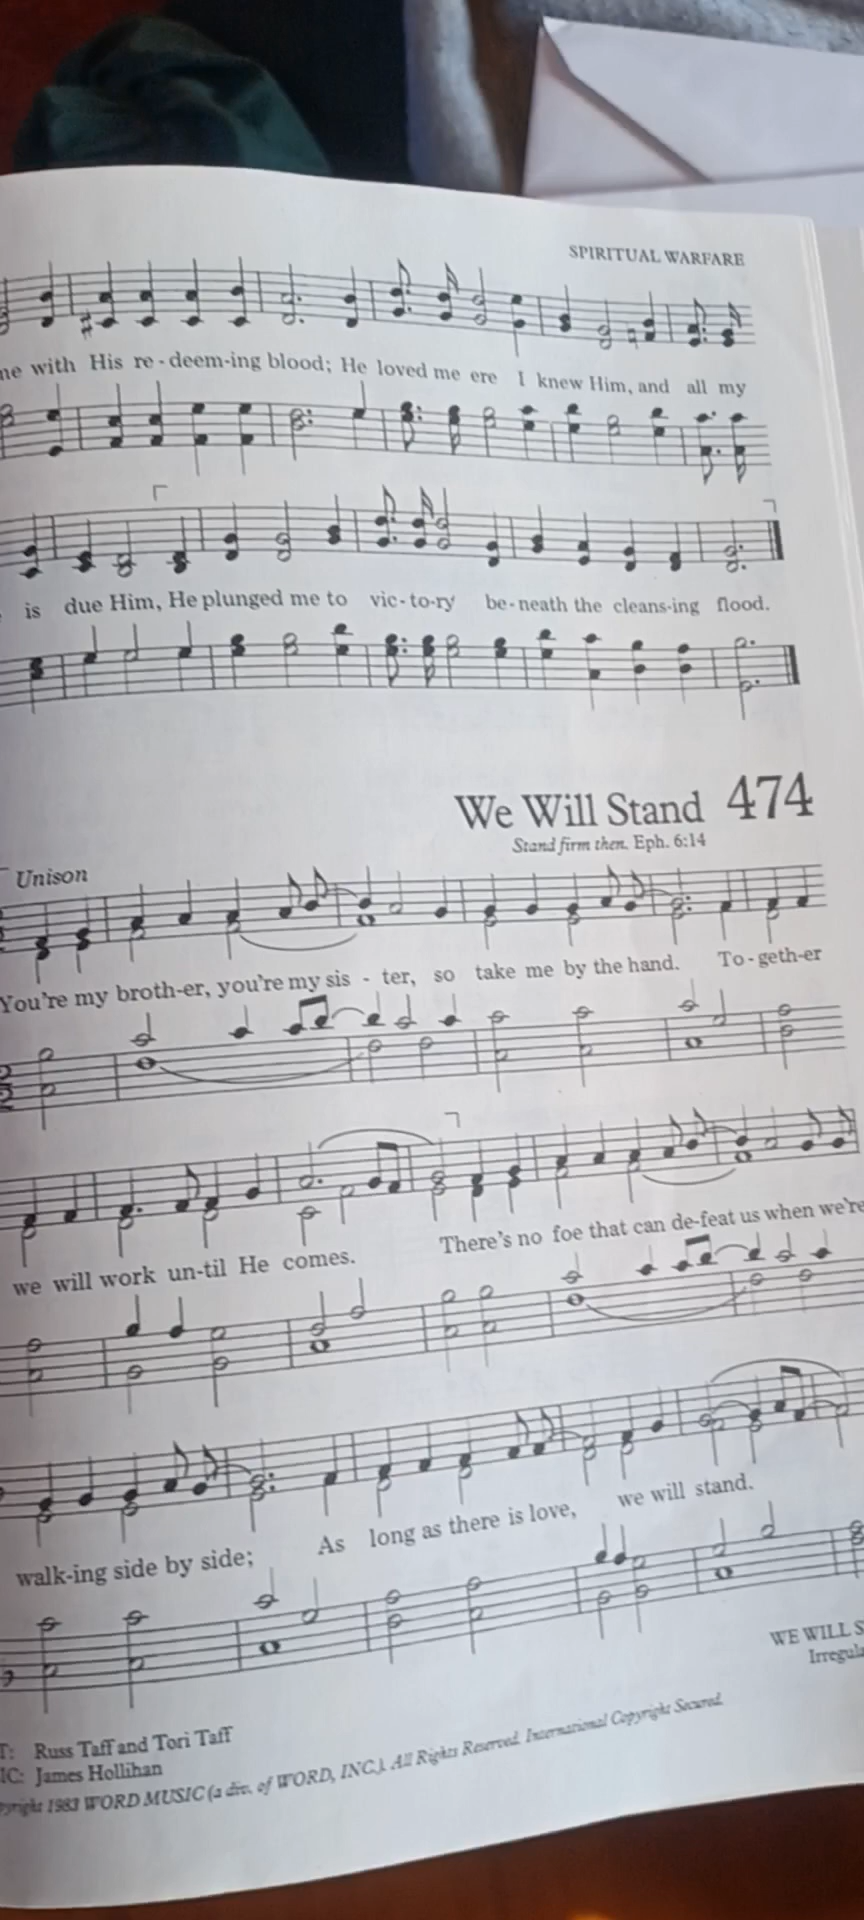 SPIRITUAL WARFARE
ne with His re - deem-ing blood; He loved me ere I knew Him, and all my
is due Him, He plunged me to vic - to-ry be - neath the cleans-ing flood.
We Will Stand 474
Stand firm then. Eph. 6:14
Unison
You're my broth-er, you're my sis - ter, so take me by the hand. To - geth-er
we will work un-til He comes. There's no foe that can de-feat us when we're
walk-ing side by side; As long as there is love, we will stand.
WE WILL S
Irregula
T: Russ Taff and Tori Taff
IC: James Hollihan
pyright 1983 WORD MUSIC (a div. of WORD, INC.). All Rights Reserved. International Copyright Secured.